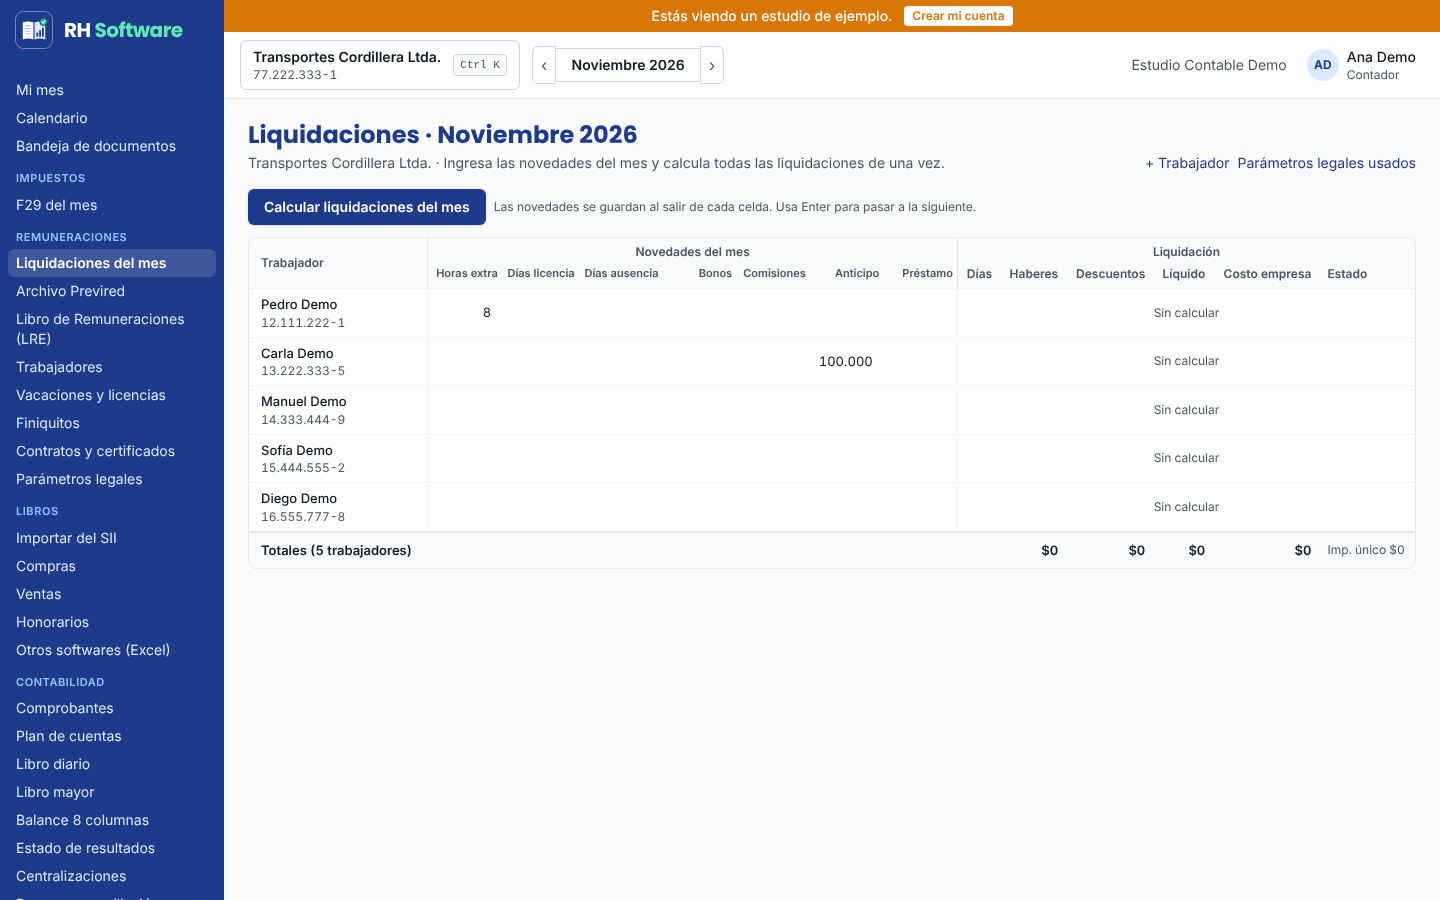 Estás viendo un estudio de ejemplo. Crear mi cuenta
RH Software
Transportes Cordillera Ltda.
77.222.333-1
Ctrl K
‹ Noviembre 2026 ›
Estudio Contable Demo
AD
Ana Demo
Contador
Mi mes
Calendario
Bandeja de documentos
IMPUESTOS
F29 del mes
REMUNERACIONES
Liquidaciones del mes
Archivo Previred
Libro de Remuneraciones
(LRE)
Trabajadores
Vacaciones y licencias
Finiquitos
Contratos y certificados
Parámetros legales
LIBROS
Importar del SII
Compras
Ventas
Honorarios
Otros softwares (Excel)
CONTABILIDAD
Comprobantes
Plan de cuentas
Libro diario
Libro mayor
Balance 8 columnas
Estado de resultados
Centralizaciones
Liquidaciones · Noviembre 2026
Transportes Cordillera Ltda. · Ingresa las novedades del mes y calcula todas las liquidaciones de una vez.
+ Trabajador Parámetros legales usados
Calcular liquidaciones del mes Las novedades se guardan al salir de cada celda. Usa Enter para pasar a la siguiente.
Trabajador Novedades del mes Liquidación
Horas extra Días licencia Días ausencia Bonos Comisiones Anticipo Préstamo Días Haberes Descuentos Líquido Costo empresa Estado
Pedro Demo
12.111.222-1
8 Sin calcular
Carla Demo
13.222.333-5
100.000 Sin calcular
Manuel Demo
14.333.444-9
Sin calcular
Sofía Demo
15.444.555-2
Sin calcular
Diego Demo
16.555.777-8
Sin calcular
Totales (5 trabajadores) $0 $0 $0 $0 Imp. único $0